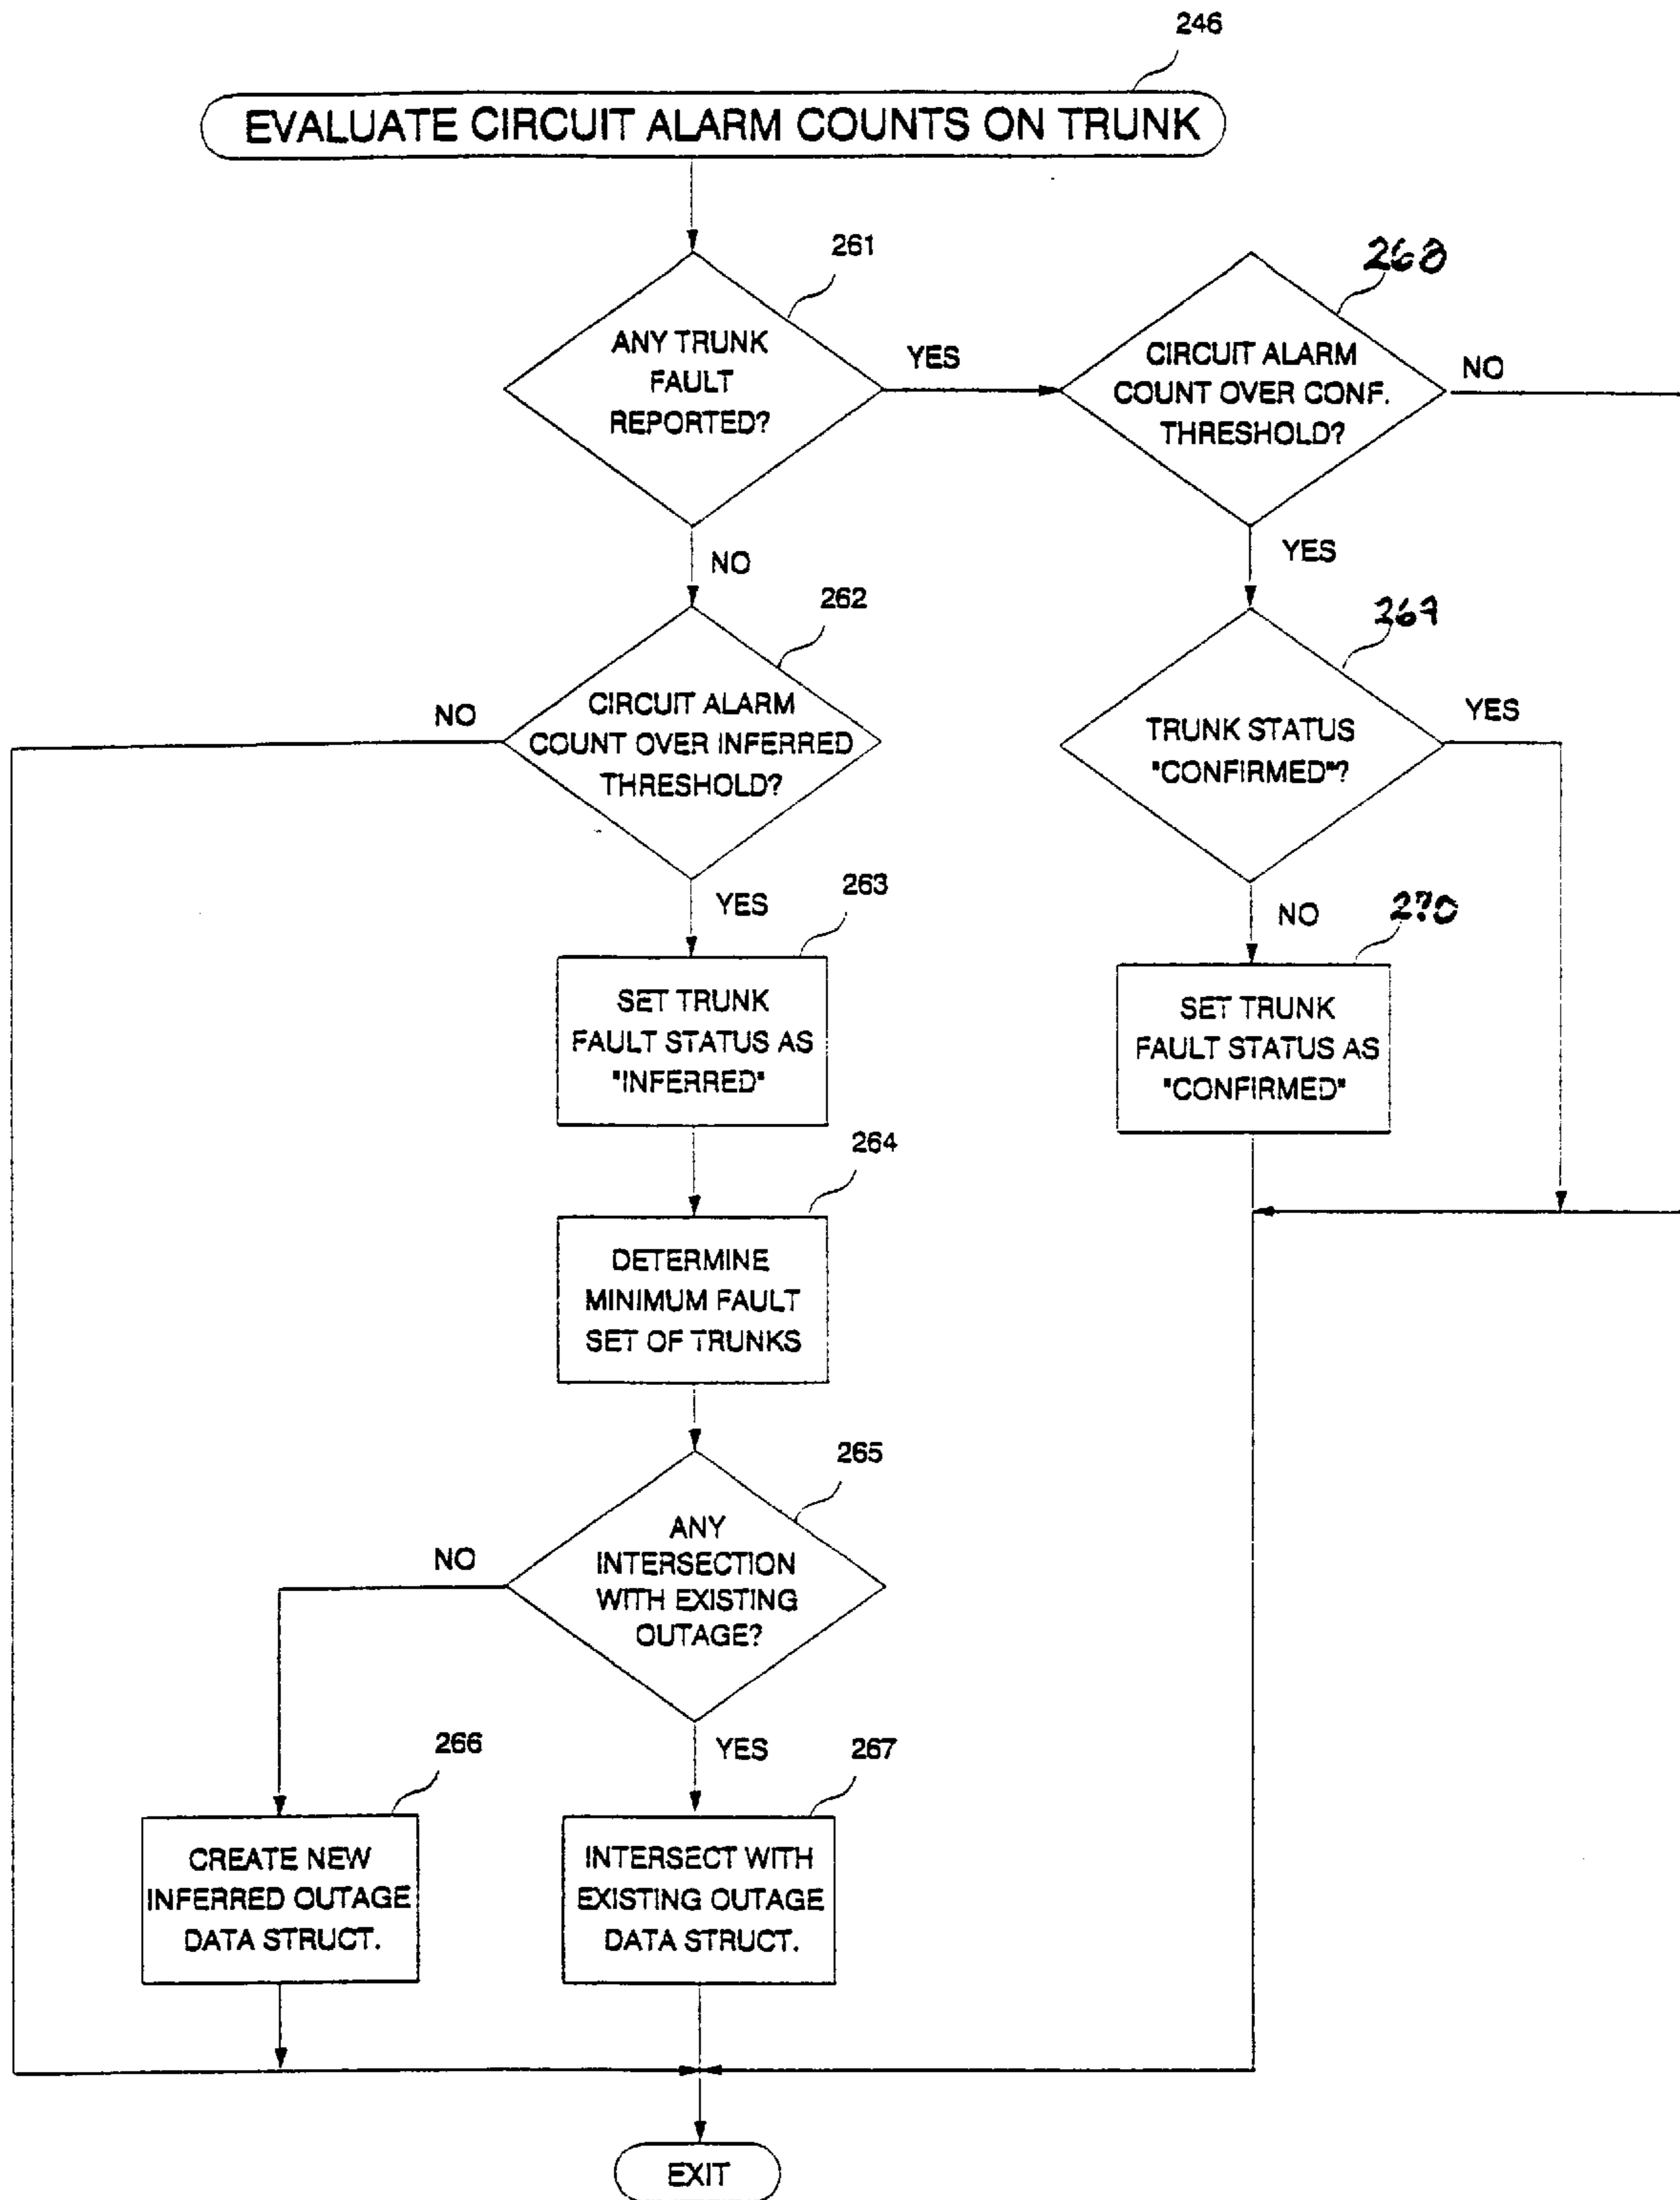 246
EVALUATE CIRCUIT ALARM COUNTS ON TRUNK
261
ANY TRUNK
FAULT
REPORTED?
YES
268
CIRCUIT ALARM
COUNT OVER CONF.
THRESHOLD?
NO
NO
YES
262
CIRCUIT ALARM
COUNT OVER INFERRED
THRESHOLD?
NO
269
TRUNK STATUS
"CONFIRMED"?
YES
YES
263
SET TRUNK
FAULT STATUS AS
"INFERRED"
NO
270
SET TRUNK
FAULT STATUS AS
"CONFIRMED"
264
DETERMINE
MINIMUM FAULT
SET OF TRUNKS
265
ANY
INTERSECTION
WITH EXISTING
OUTAGE?
NO
YES
266
CREATE NEW
INFERRED OUTAGE
DATA STRUCT.
267
INTERSECT WITH
EXISTING OUTAGE
DATA STRUCT.
EXIT